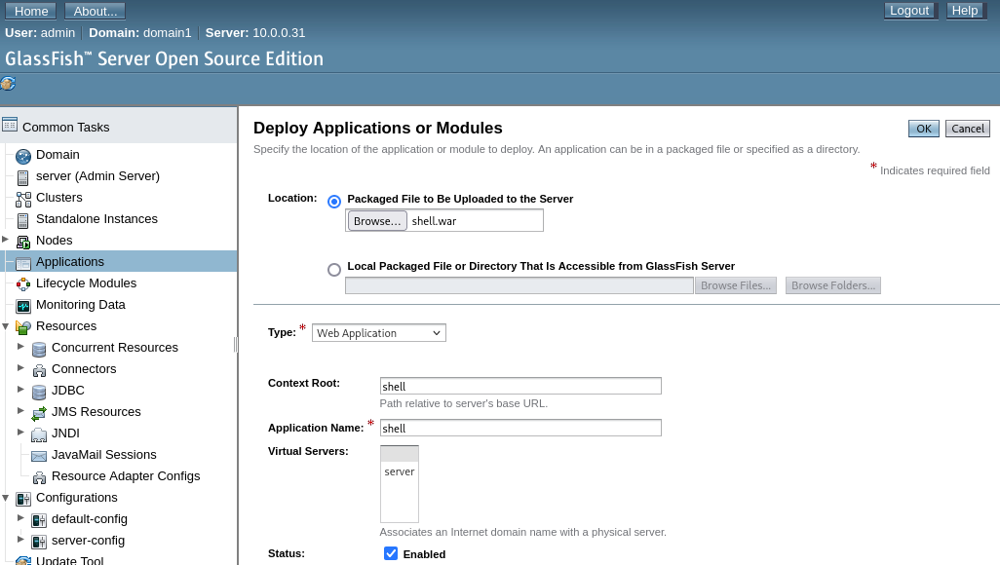 Home About... Logout Help
User: admin Domain: domain1 Server: 10.0.0.31
GlassFish™ Server Open Source Edition
Common Tasks
Domain
server (Admin Server)
Clusters
Standalone Instances
Nodes
Applications
Lifecycle Modules
Monitoring Data
Resources
Concurrent Resources
Connectors
JDBC
JMS Resources
JNDI
JavaMail Sessions
Resource Adapter Configs
Configurations
default-config
server-config
Update Tool
Deploy Applications or Modules
OK Cancel
Specify the location of the application or module to deploy. An application can be in a packaged file or specified as a directory.
* Indicates required field
Location: Packaged File to Be Uploaded to the Server
Browse... shell.war
Local Packaged File or Directory That Is Accessible from GlassFish Server
Browse Files... Browse Folders...
Type: * Web Application
Context Root: shell
Path relative to server's base URL.
Application Name: * shell
Virtual Servers:
server
Associates an Internet domain name with a physical server.
Status: Enabled